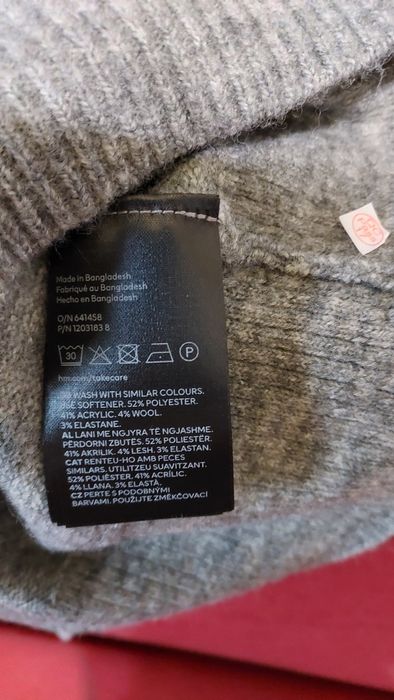 Made in Bangladesh
Fabriqué au Bangladesh
Hecho en Bangladesh
O/N 641458
P/N 1203183 8
30 P
hm.com/takecare
WASH WITH SIMILAR COLOURS.
USE SOFTENER. 52% POLYESTER.
41% ACRYLIC. 4% WOOL.
3% ELASTANE.
AL LANI ME NGJYRA TË NGJASHME.
PËRDORNI ZBUTËS. 52% POLIESTËR.
41% AKRILIK. 4% LESH. 3% ELASTAN.
CAT RENTEU-HO AMB PECES
SIMILARS. UTILITZEU SUAVITZANT.
52% POLIÈSTER. 41% ACRÍLIC.
4% LLANA. 3% ELASTÀ.
CZ PERTE S PODOBNÝMI
BARVAMI. POUŽIJTE ZMĚKČOVACÍ